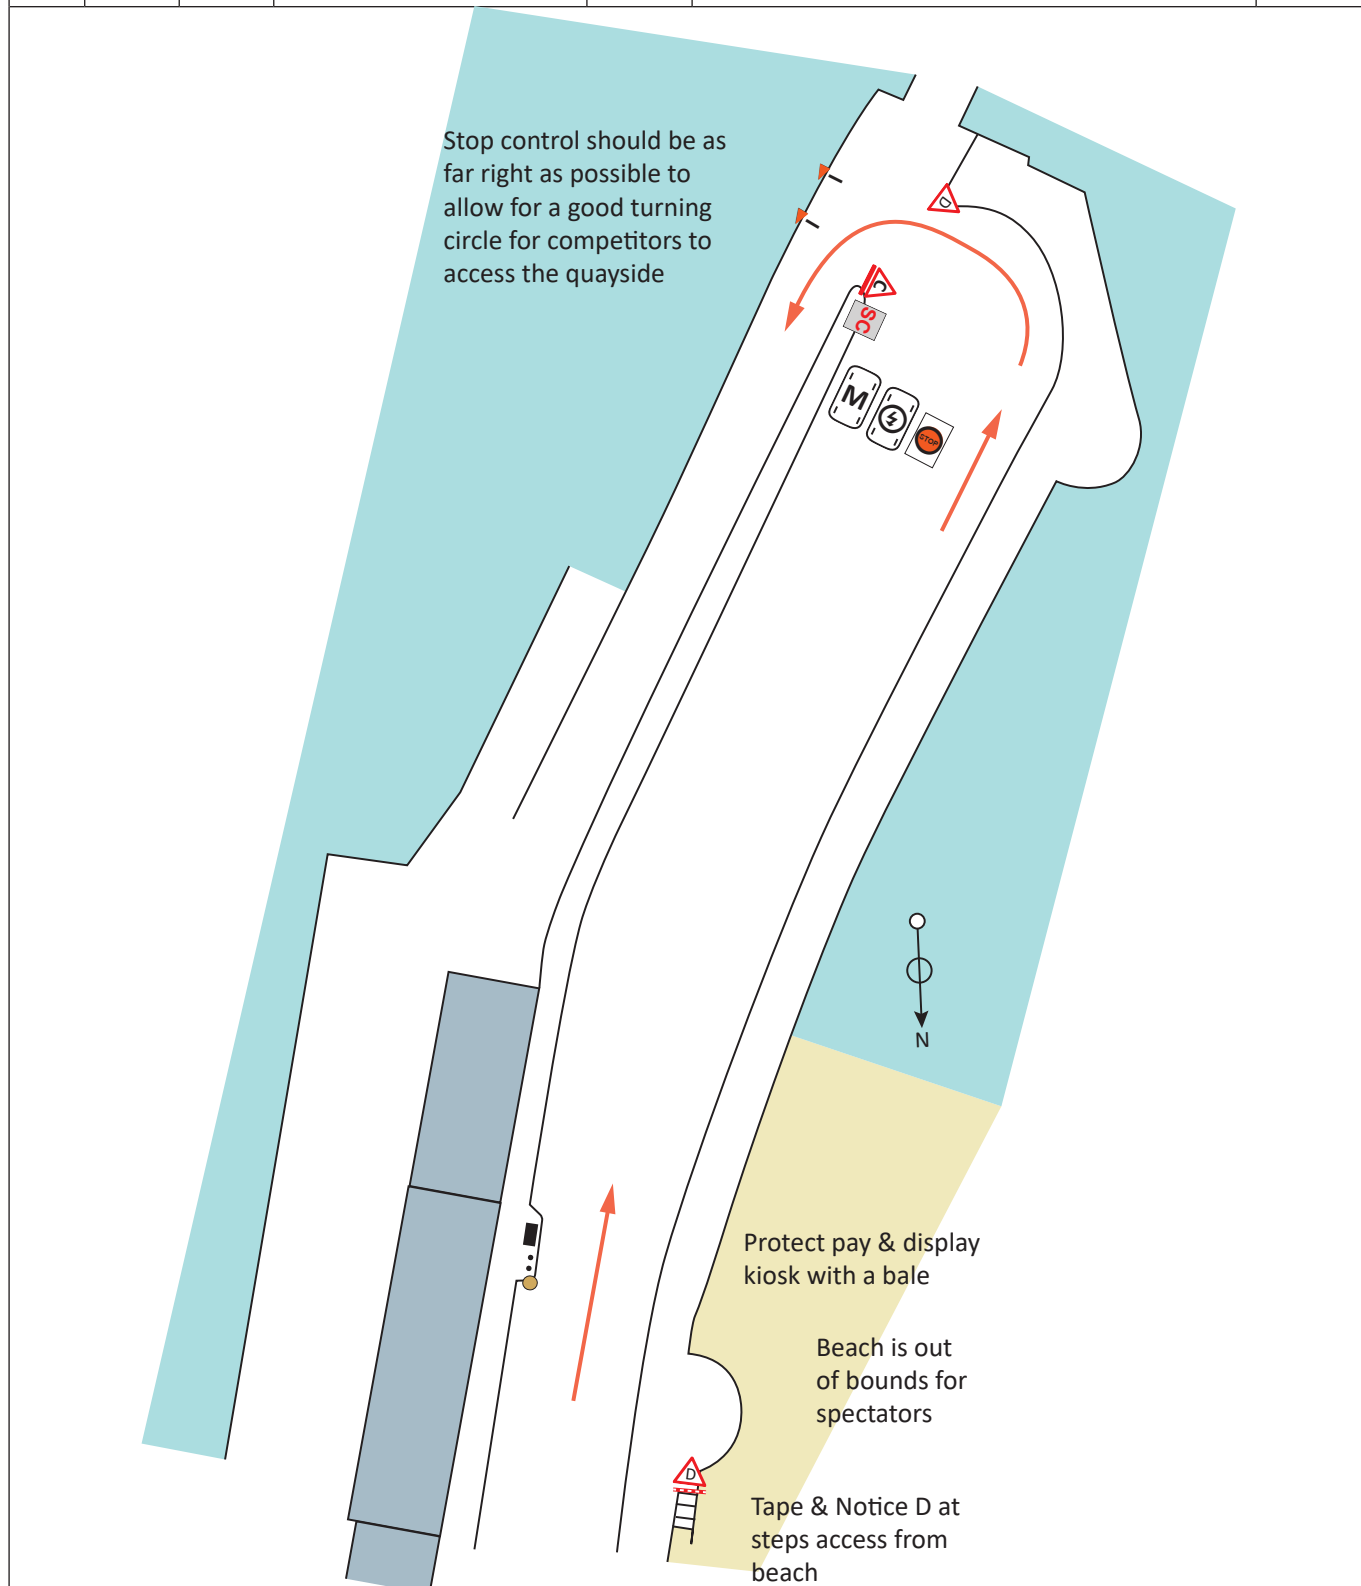 Stop control should be as
far right as possible to
allow for a good turning
circle for competitors to
access the quayside
D
C
SC
M
STOP
N
Protect pay & display
kiosk with a bale
Beach is out
of bounds for
spectators
D
Tape & Notice D at
steps access from
beach